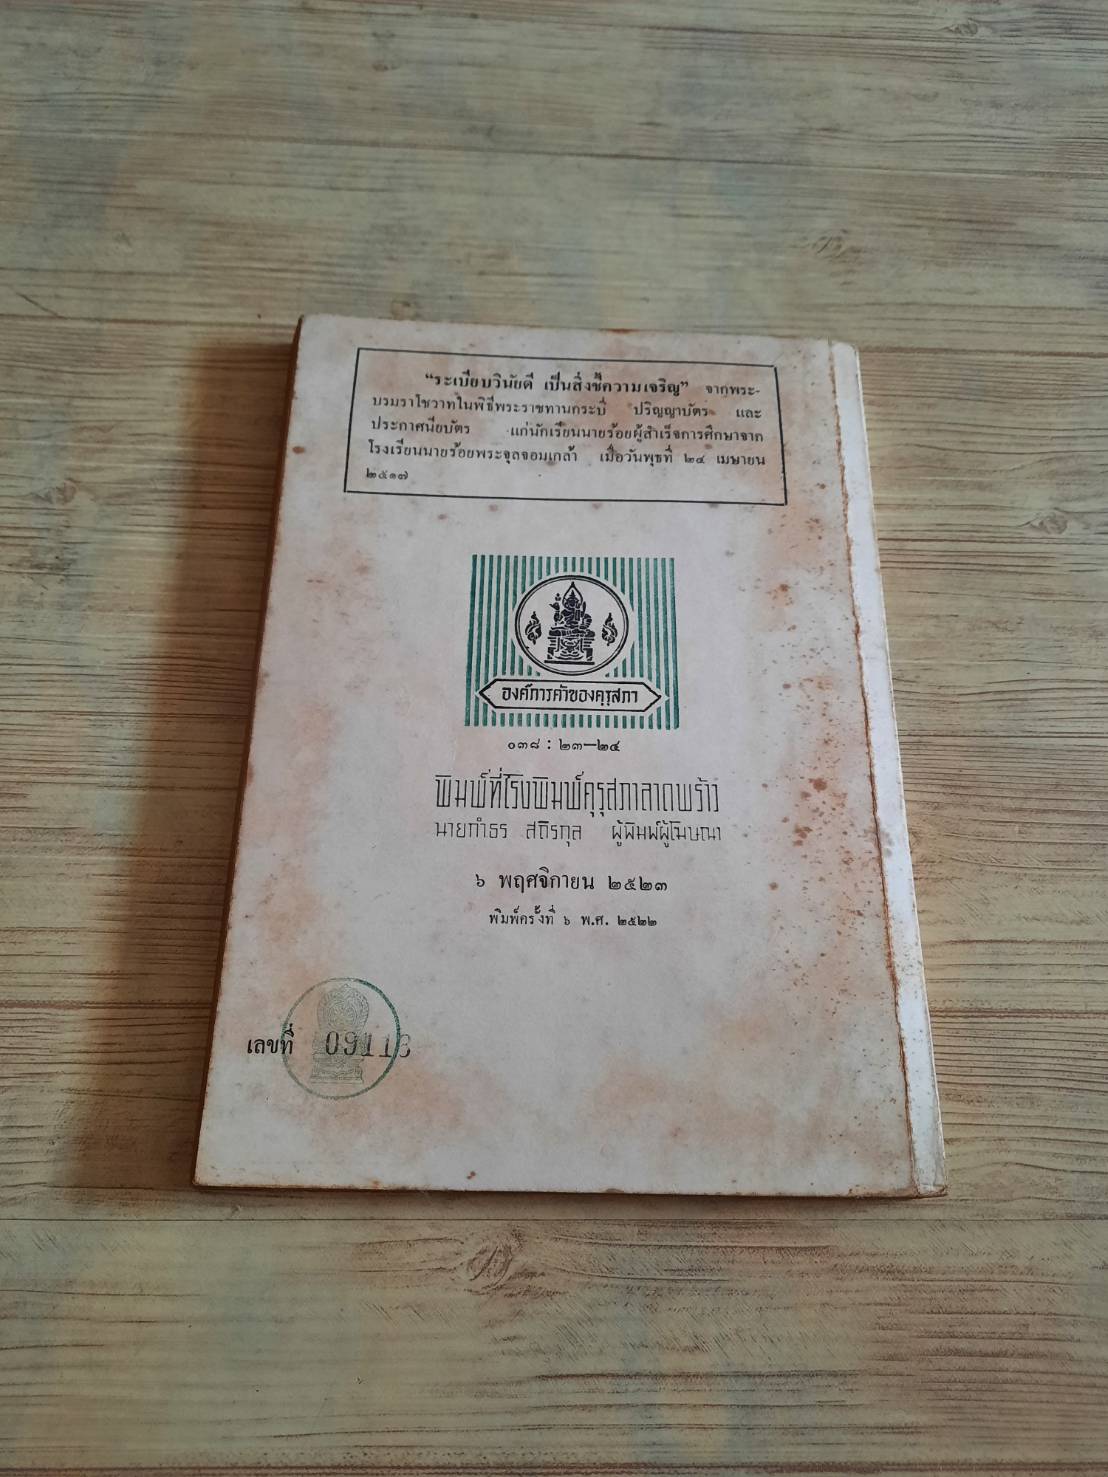 “ระเบียบวินัยดี เป็นสิ่งชี้ความเจริญ” จากพระ-
บรมราโชวาทในพิธีพระราชทานกระบี่ ปริญญาบัตร และ
ประกาศนียบัตร แก่นักเรียนนายร้อยผู้สำเร็จการศึกษาจาก
โรงเรียนนายร้อยพระจุลจอมเกล้า เมื่อวันพุธที่ ๒๔ เมษายน
๒๕๑๗
องค์การค้าของคุรุสภา
๐๓๘ : ๒๓—๒๔
พิมพ์ที่โรงพิมพ์คุรุสภาลาดพร้าว
นายกำธร สถิรกุล ผู้พิมพ์ผู้โฆษณา
๖ พฤศจิกายน ๒๕๒๓
พิมพ์ครั้งที่ ๖ พ.ศ. ๒๕๒๒
เลขที่ 09113